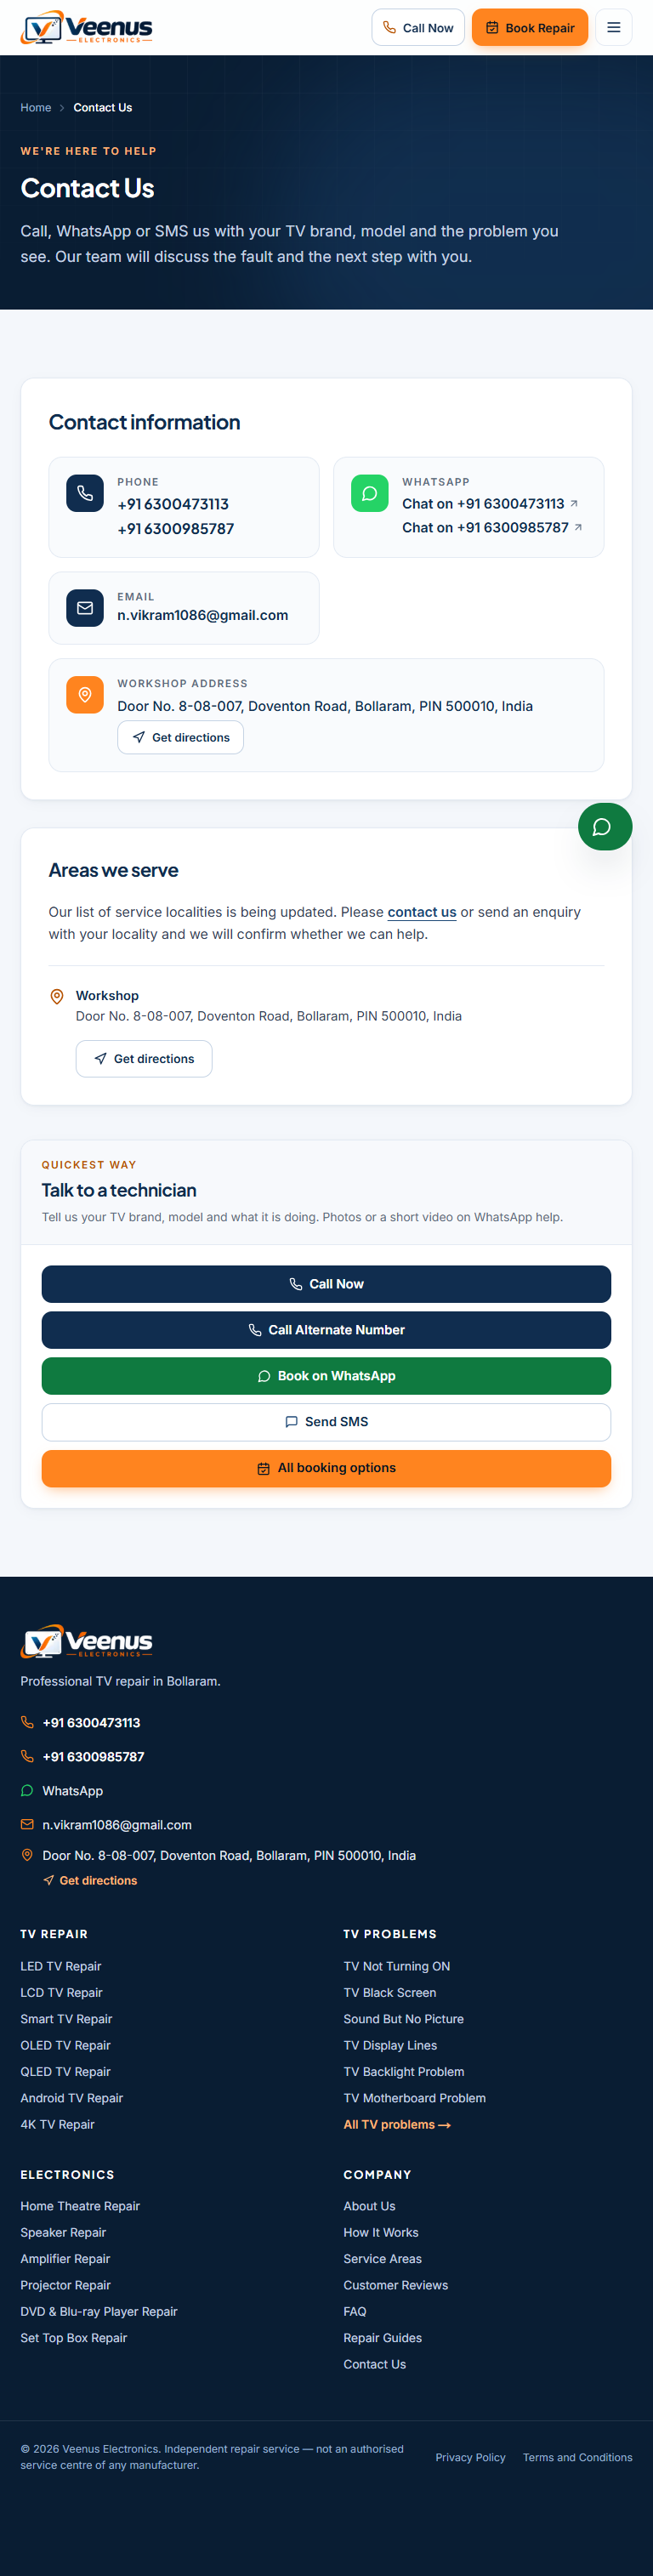 Veenus
ELECTRONICS
Call Now
Book Repair
Home > Contact Us
WE'RE HERE TO HELP
Contact Us
Call, WhatsApp or SMS us with your TV brand, model and the problem you
see. Our team will discuss the fault and the next step with you.
Contact information
PHONE
+91 6300473113
+91 6300985787
WHATSAPP
Chat on +91 6300473113
Chat on +91 6300985787
EMAIL
n.vikram1086@gmail.com
WORKSHOP ADDRESS
Door No. 8-08-007, Doventon Road, Bollaram, PIN 500010, India
Get directions
Areas we serve
Our list of service localities is being updated. Please contact us or send an enquiry
with your locality and we will confirm whether we can help.
Workshop
Door No. 8-08-007, Doventon Road, Bollaram, PIN 500010, India
Get directions
QUICKEST WAY
Talk to a technician
Tell us your TV brand, model and what it is doing. Photos or a short video on WhatsApp help.
Call Now
Call Alternate Number
Book on WhatsApp
Send SMS
All booking options
Veenus
ELECTRONICS
Professional TV repair in Bollaram.
+91 6300473113
+91 6300985787
WhatsApp
n.vikram1086@gmail.com
Door No. 8-08-007, Doventon Road, Bollaram, PIN 500010, India
Get directions
TV REPAIR
LED TV Repair
LCD TV Repair
Smart TV Repair
OLED TV Repair
QLED TV Repair
Android TV Repair
4K TV Repair
TV PROBLEMS
TV Not Turning ON
TV Black Screen
Sound But No Picture
TV Display Lines
TV Backlight Problem
TV Motherboard Problem
All TV problems →
ELECTRONICS
Home Theatre Repair
Speaker Repair
Amplifier Repair
Projector Repair
DVD & Blu-ray Player Repair
Set Top Box Repair
COMPANY
About Us
How It Works
Service Areas
Customer Reviews
FAQ
Repair Guides
Contact Us
© 2026 Veenus Electronics. Independent repair service — not an authorised
service centre of any manufacturer.
Privacy Policy
Terms and Conditions